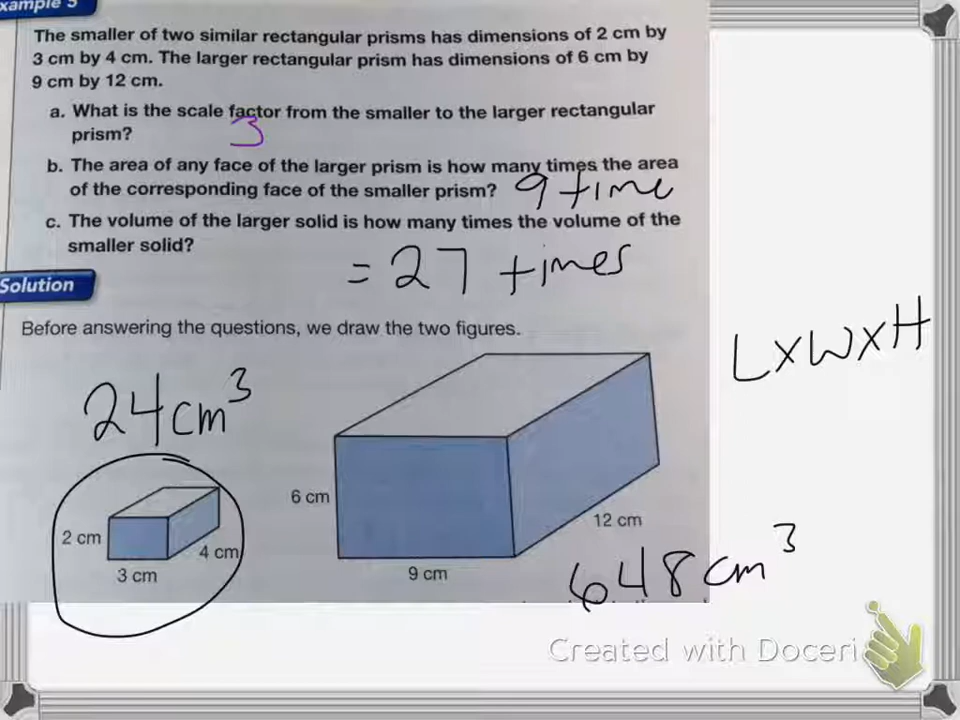 xample 5
The smaller of two similar rectangular prisms has dimensions of 2 cm by
3 cm by 4 cm. The larger rectangular prism has dimensions of 6 cm by
9 cm by 12 cm.
a. What is the scale factor from the smaller to the larger rectangular
prism?
3
b. The area of any face of the larger prism is how many times the area
of the corresponding face of the smaller prism? 9 time
c. The volume of the larger solid is how many times the volume of the
smaller solid?
= 27 times
Solution
Before answering the questions, we draw the two figures.
LXWXH
24cm³
6 cm
2 cm
4 cm
3 cm
12 cm
9 cm
648cm³
Created with Doceri